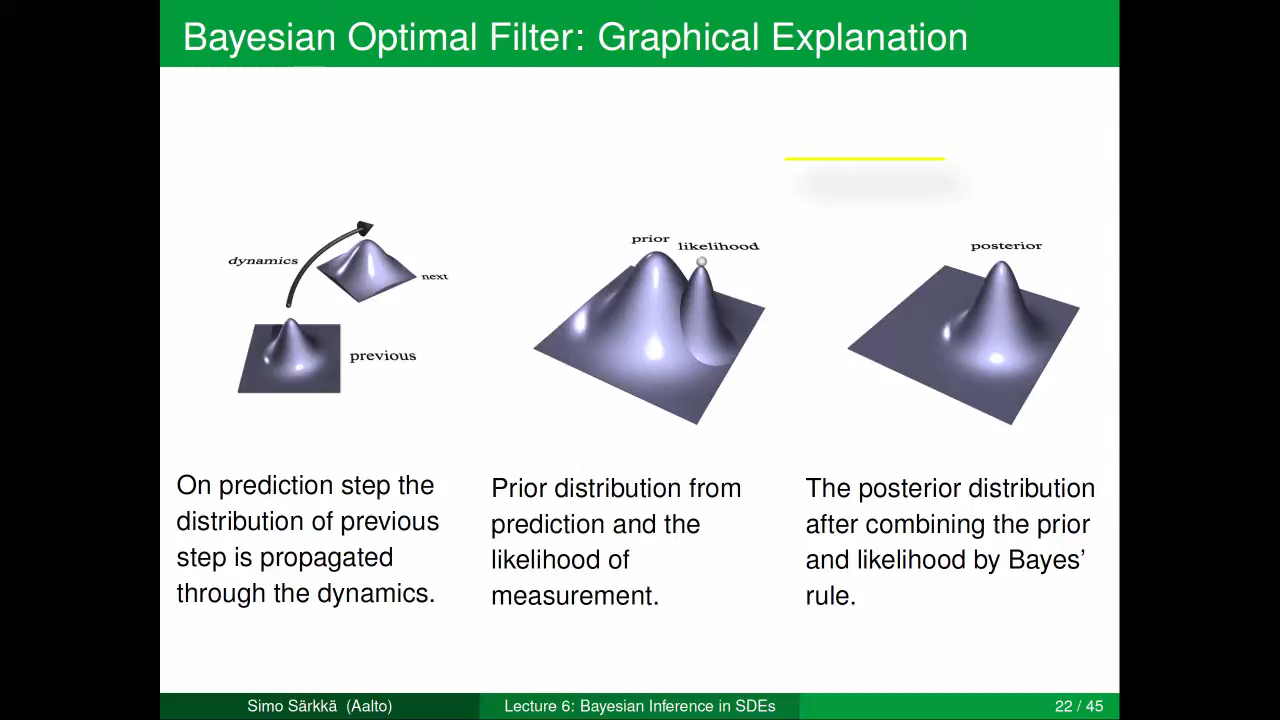 Bayesian Optimal Filter: Graphical Explanation
dynamics
next
previous
prior
likelihood
posterior
On prediction step the
distribution of previous
step is propagated
through the dynamics.
Prior distribution from
prediction and the
likelihood of
measurement.
The posterior distribution
after combining the prior
and likelihood by Bayes’
rule.
Simo Särkkä (Aalto)
Lecture 6: Bayesian Inference in SDEs
22 / 45